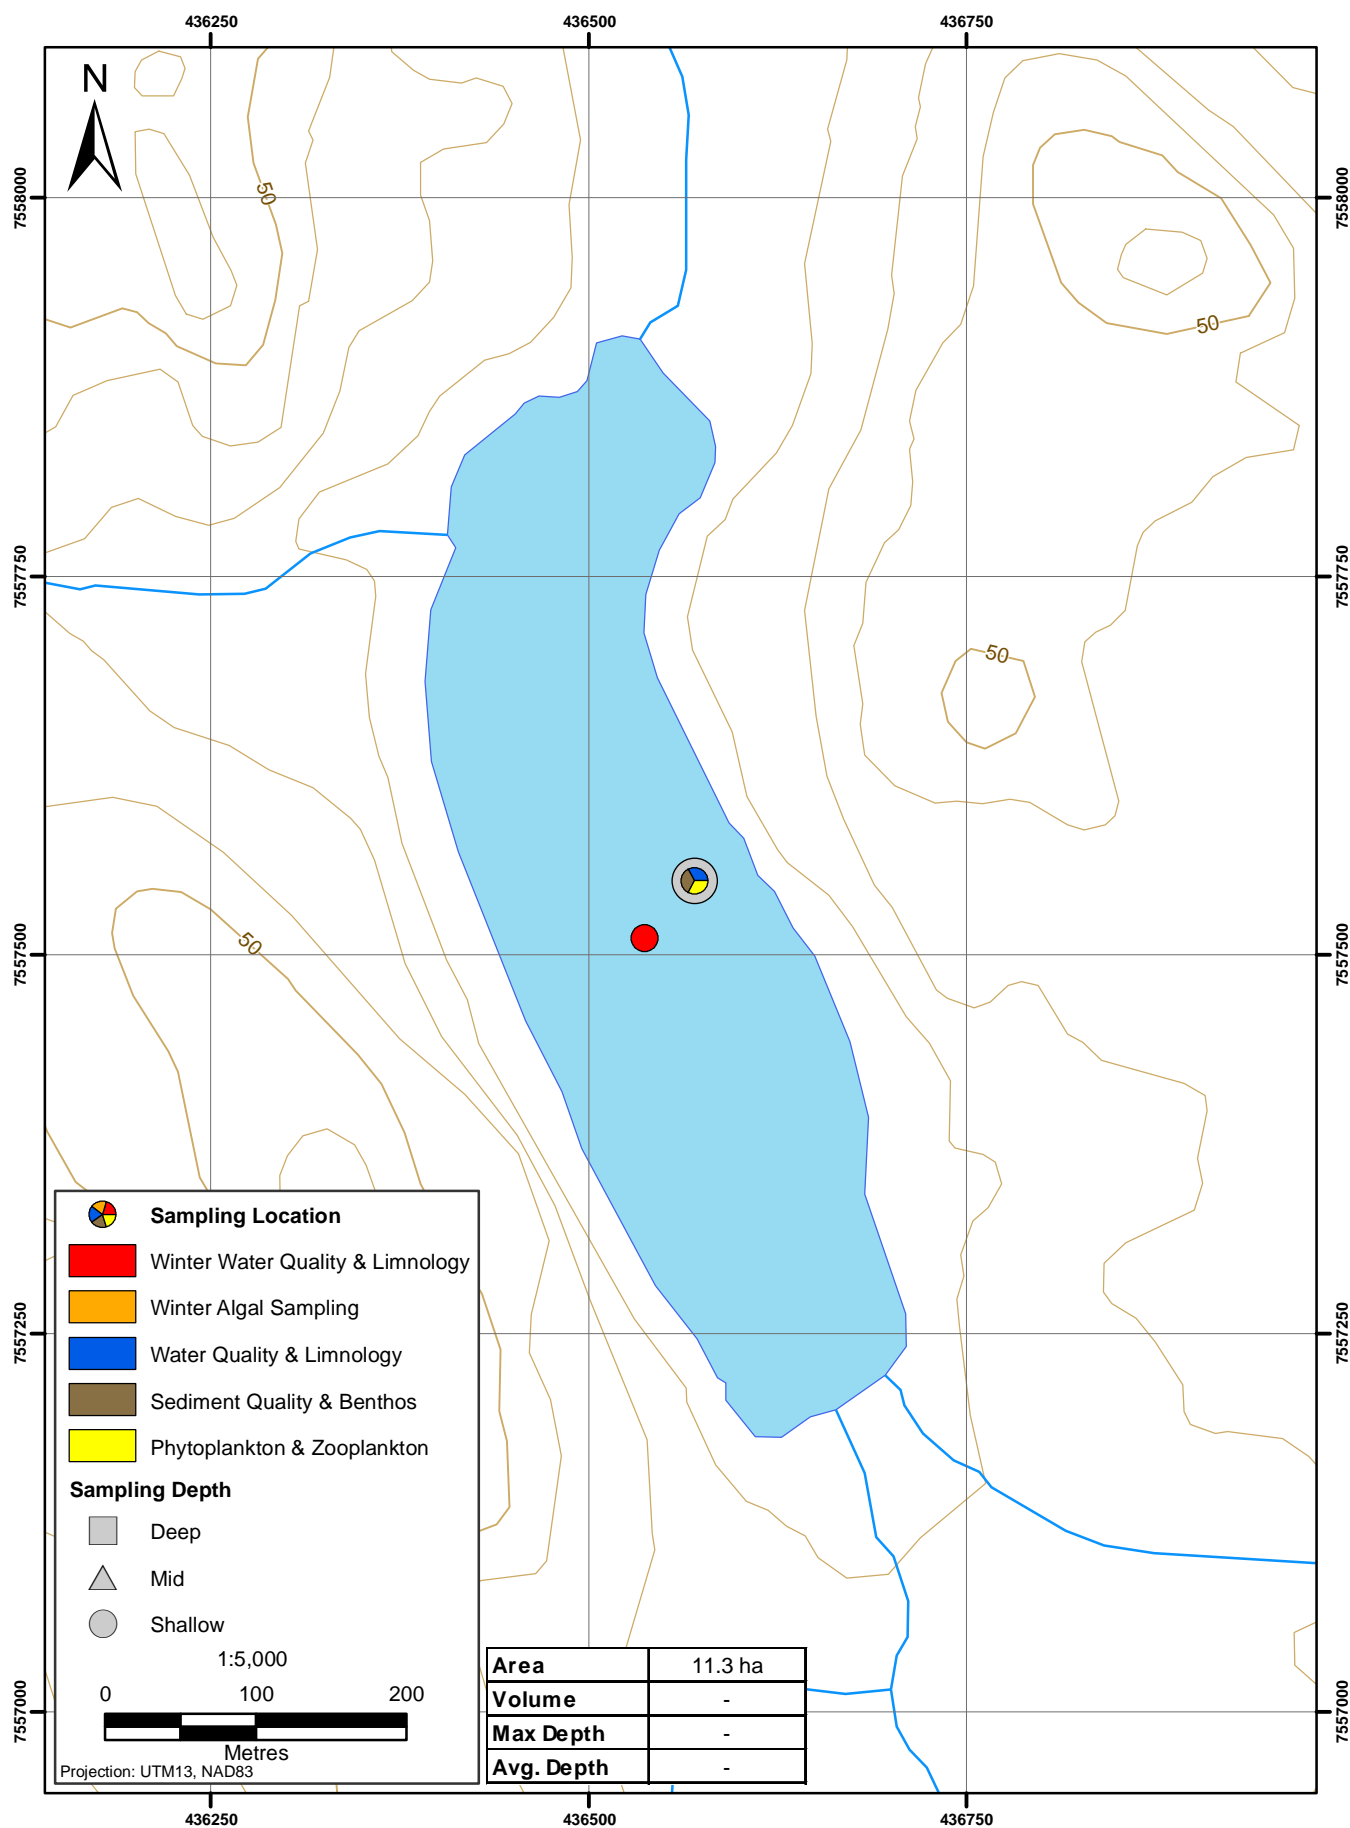 436250 436500 436750
N
7558000 7558000
50
50
7557750 7557750
50
50
7557500 7557500
Sampling Location
Winter Water Quality & Limnology
Winter Algal Sampling
Water Quality & Limnology
Sediment Quality & Benthos
Phytoplankton & Zooplankton
7557250 7557250
Sampling Depth
Deep
Mid
Shallow
1:5,000
0 100 200
Metres
Projection: UTM13, NAD83
Area 11.3 ha
Volume -
Max Depth -
Avg. Depth -
7557000 7557000
436250 436500 436750